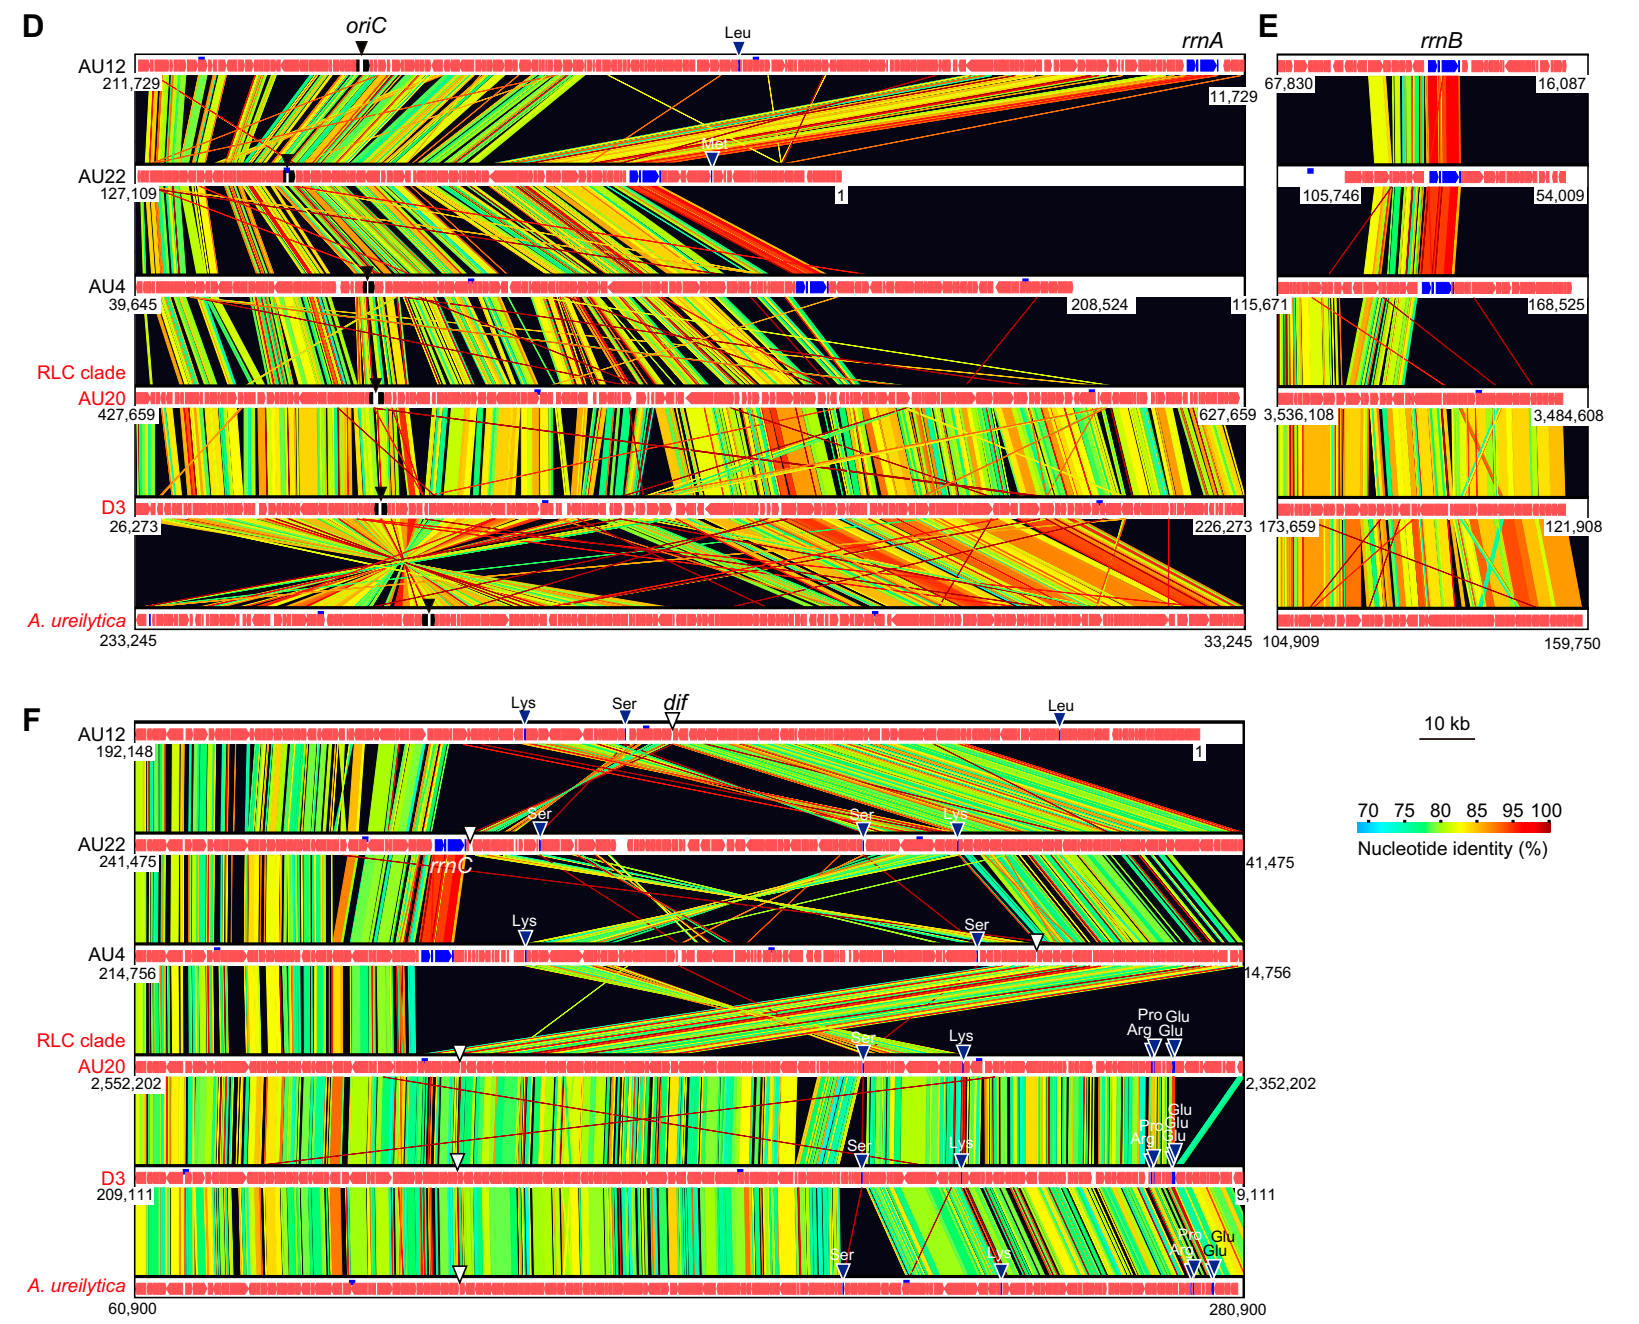 D
oriC
Leu
rrnA
AU12
211,729
11,729
Met
AU22
127,109
1
AU4
39,645
208,524
RLC clade
AU20
427,659
627,659
D3
26,273
226,273
A. ureilytica
233,245
33,245
E
rrnB
67,830
16,087
105,746
54,009
115,671
168,525
3,536,108
3,484,608
173,659
121,908
104,909
159,750
F
Lys
Ser
dif
Leu
AU12
192,148
1
Ser
Ser
Lys
AU22
241,475
41,475
rrnC
Lys
Ser
AU4
214,756
14,756
Pro Glu
Arg Glu
RLC clade
Ser
Lys
AU20
2,552,202
2,352,202
Glu
Pro Glu
Arg Glu
Ser
Lys
D3
209,111
9,111
Pro Glu
Arg Glu
Ser
Lys
A. ureilytica
60,900
280,900
10 kb
70 75 80 85 95 100
Nucleotide identity (%)